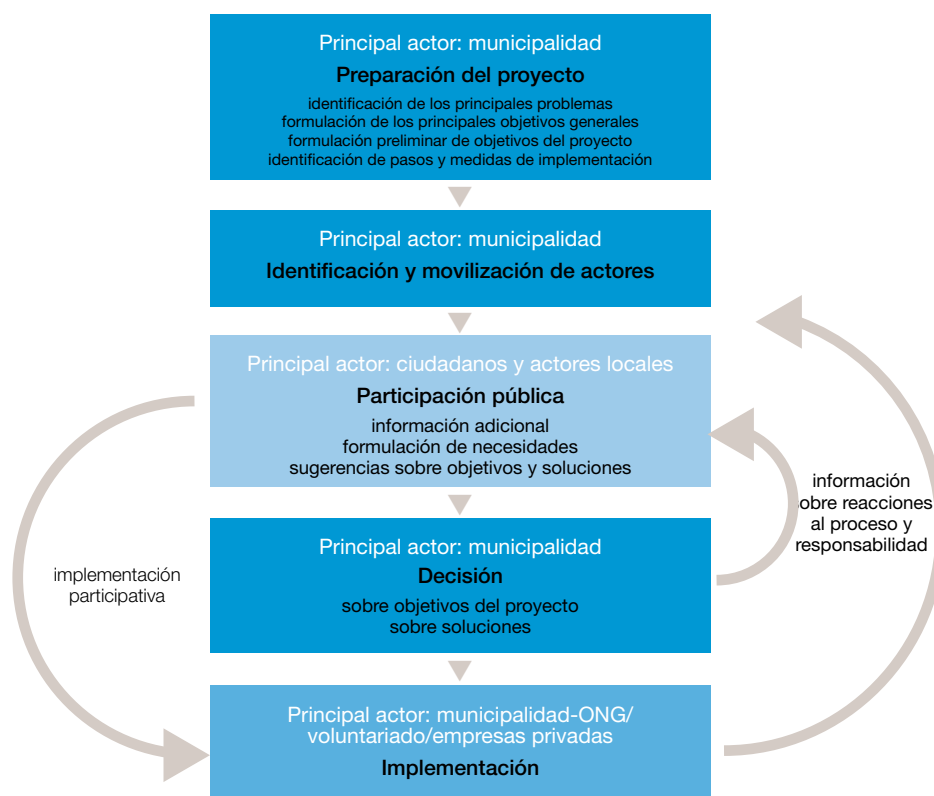 Principal actor: municipalidad
Preparación del proyecto
identificación de los principales problemas
formulación de los principales objetivos generales
formulación preliminar de objetivos del proyecto
identificación de pasos y medidas de implementación
Principal actor: municipalidad
Identificación y movilización de actores
Principal actor: ciudadanos y actores locales
Participación pública
información adicional
formulación de necesidades
sugerencias sobre objetivos y soluciones
información
sobre reacciones
al proceso y
responsabilidad
Principal actor: municipalidad
Decisión
sobre objetivos del proyecto
sobre soluciones
implementación
participativa
Principal actor: municipalidad-ONG/
voluntariado/empresas privadas
Implementación